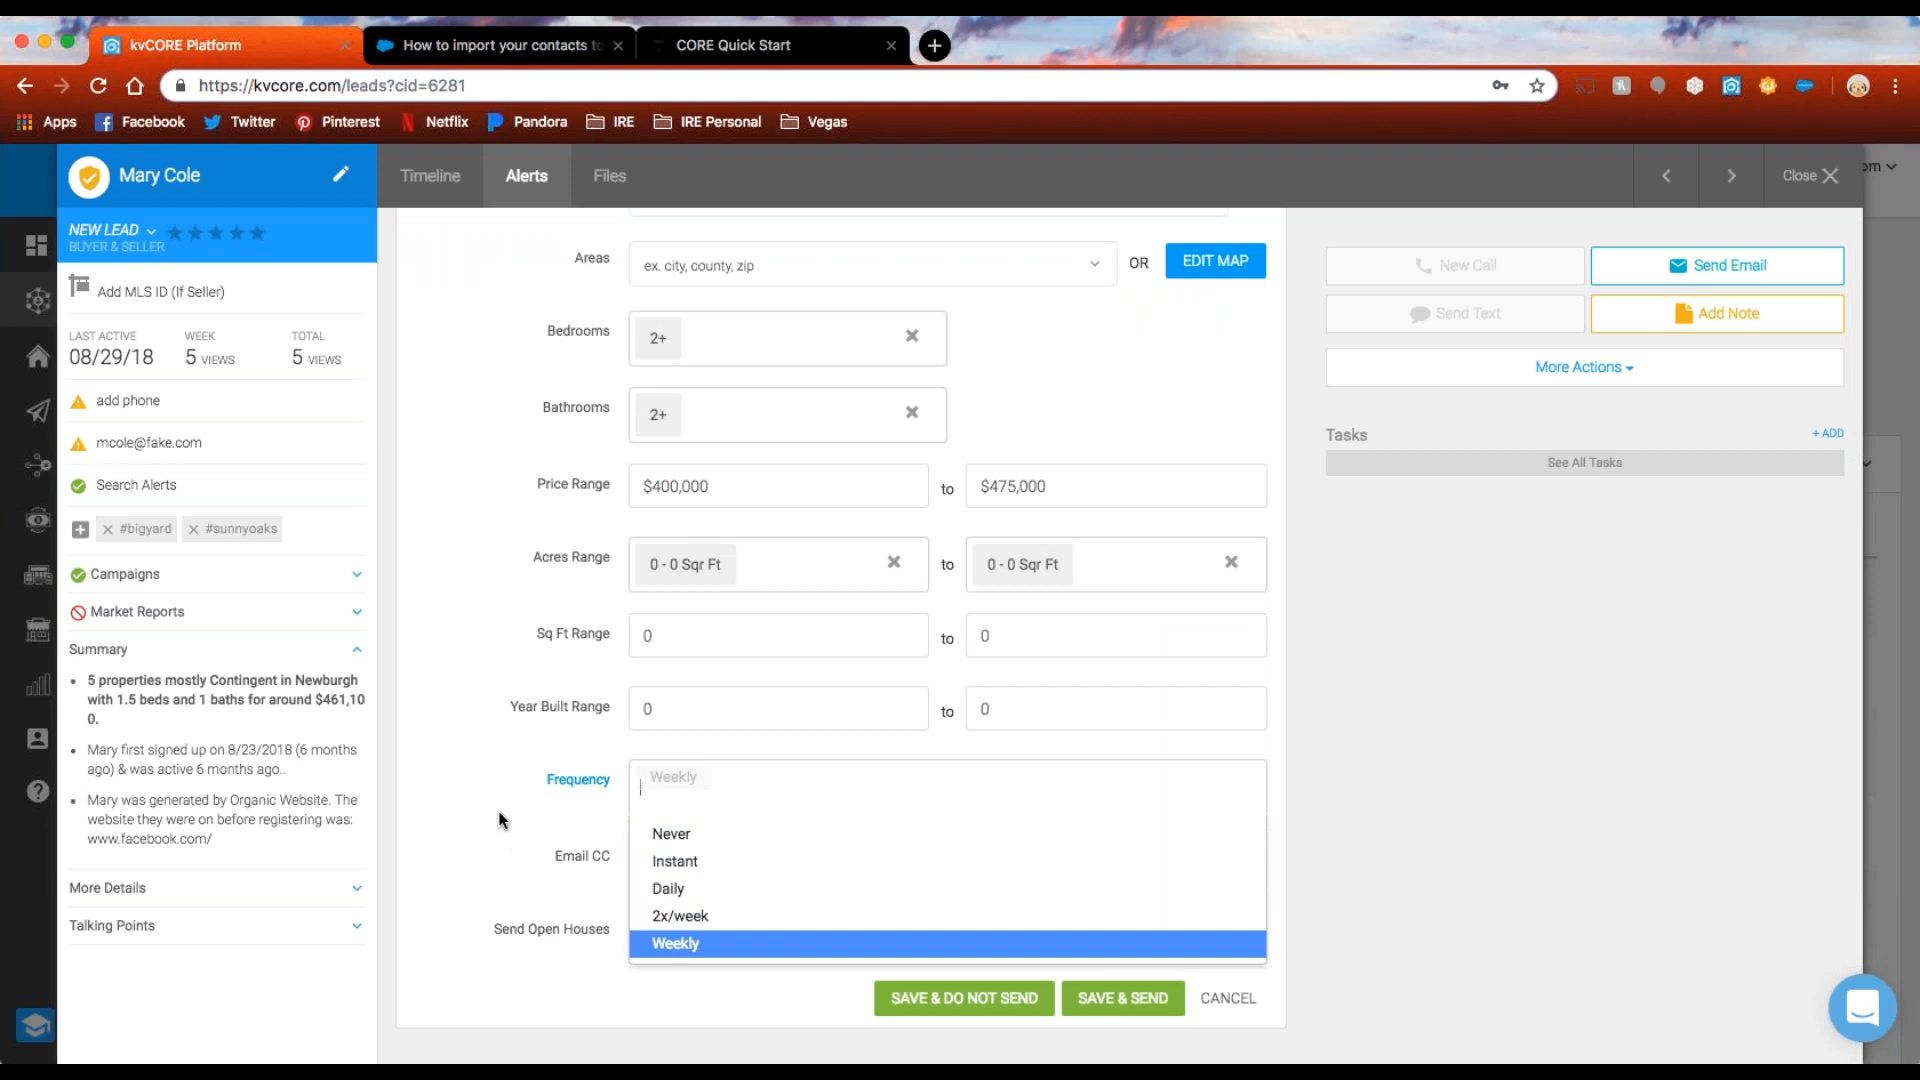 kvCORE Platform
How to import your contacts to
CORE Quick Start
https://kvcore.com/leads?cid=6281
Apps
Facebook
Twitter
Pinterest
Netflix
Pandora
IRE
IRE Personal
Vegas
Mary Cole
Timeline
Alerts
Files
Close
om
NEW LEAD
BUYER & SELLER
Add MLS ID (If Seller)
LAST ACTIVE
WEEK
TOTAL
08/29/18
5 VIEWS
5 VIEWS
add phone
mcole@fake.com
Search Alerts
#bigyard
#sunnyoaks
Campaigns
Market Reports
Summary
5 properties mostly Contingent in Newburgh
with 1.5 beds and 1 baths for around $461,10
0.
Mary first signed up on 8/23/2018 (6 months
ago) & was active 6 months ago..
Mary was generated by Organic Website. The
website they were on before registering was:
www.facebook.com/
More Details
Talking Points
Areas
ex. city, county, zip
OR
EDIT MAP
Bedrooms
2+
Bathrooms
2+
Price Range
$400,000
to
$475,000
Acres Range
0 - 0 Sqr Ft
to
0 - 0 Sqr Ft
Sq Ft Range
0
to
0
Year Built Range
0
to
0
Frequency
Weekly
Never
Instant
Daily
2x/week
Weekly
Email CC
Send Open Houses
SAVE & DO NOT SEND
SAVE & SEND
CANCEL
New Call
Send Email
Send Text
Add Note
More Actions
Tasks
+ ADD
See All Tasks